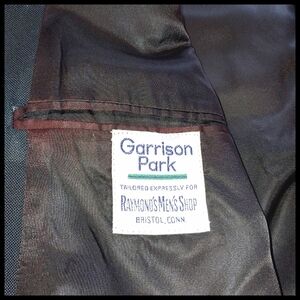 Garrison
Park
TAILORED EXPRESSLY FOR
RAYMOND'S MEN'S SHOP
BRISTOL, CONN.